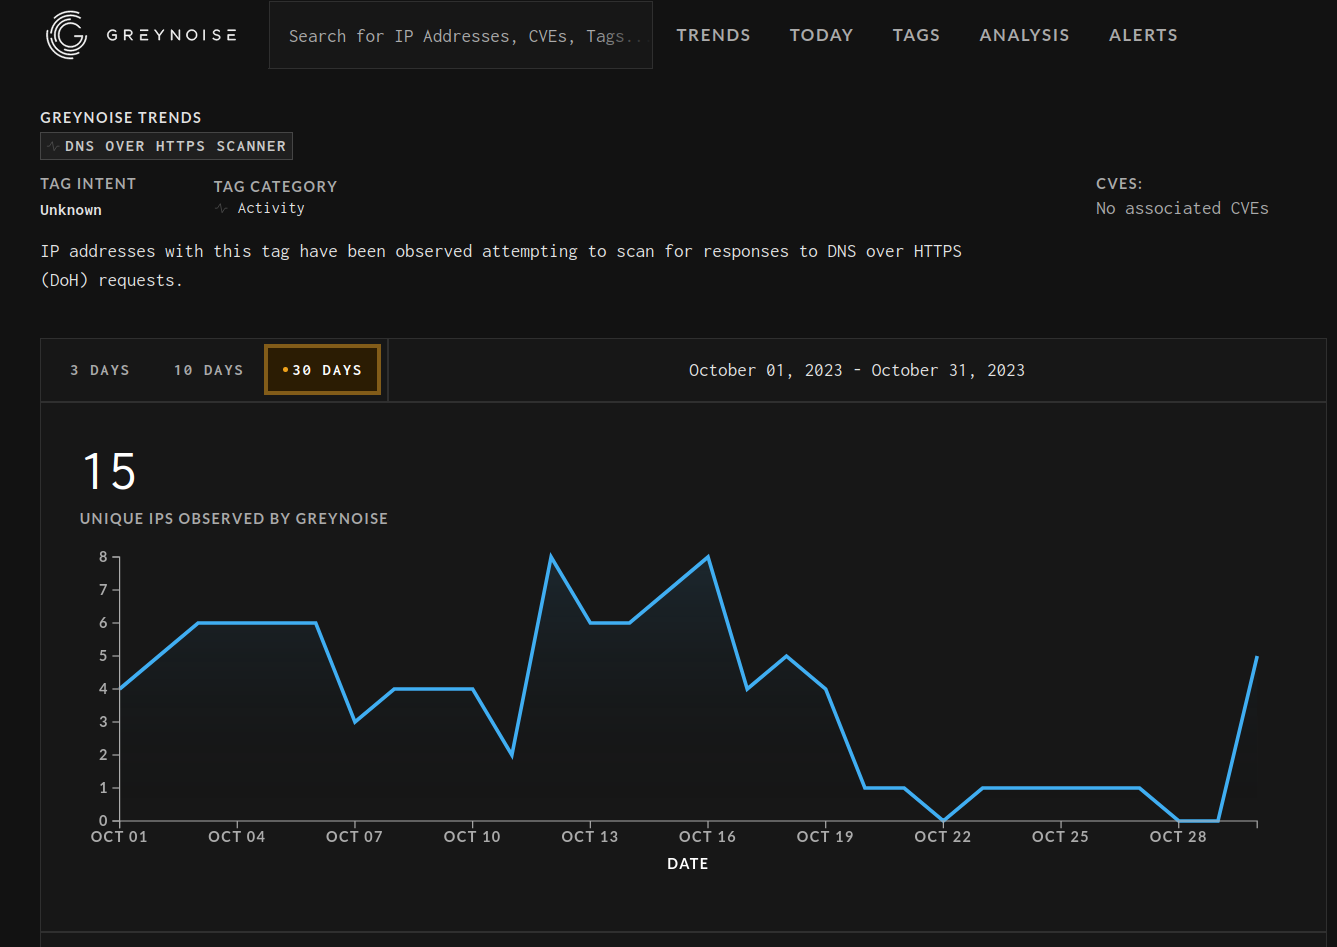 GREYNOISE
Search for IP Addresses, CVEs, Tags..
TRENDS TODAY TAGS ANALYSIS ALERTS
GREYNOISE TRENDS
DNS OVER HTTPS SCANNER
TAG INTENT
Unknown
TAG CATEGORY
Activity
CVES:
No associated CVEs
IP addresses with this tag have been observed attempting to scan for responses to DNS over HTTPS
(DoH) requests.
3 DAYS 10 DAYS 30 DAYS
October 01, 2023 - October 31, 2023
15
UNIQUE IPS OBSERVED BY GREYNOISE
8
7
6
5
4
3
2
1
0
OCT 01 OCT 04 OCT 07 OCT 10 OCT 13 OCT 16 OCT 19 OCT 22 OCT 25 OCT 28
DATE